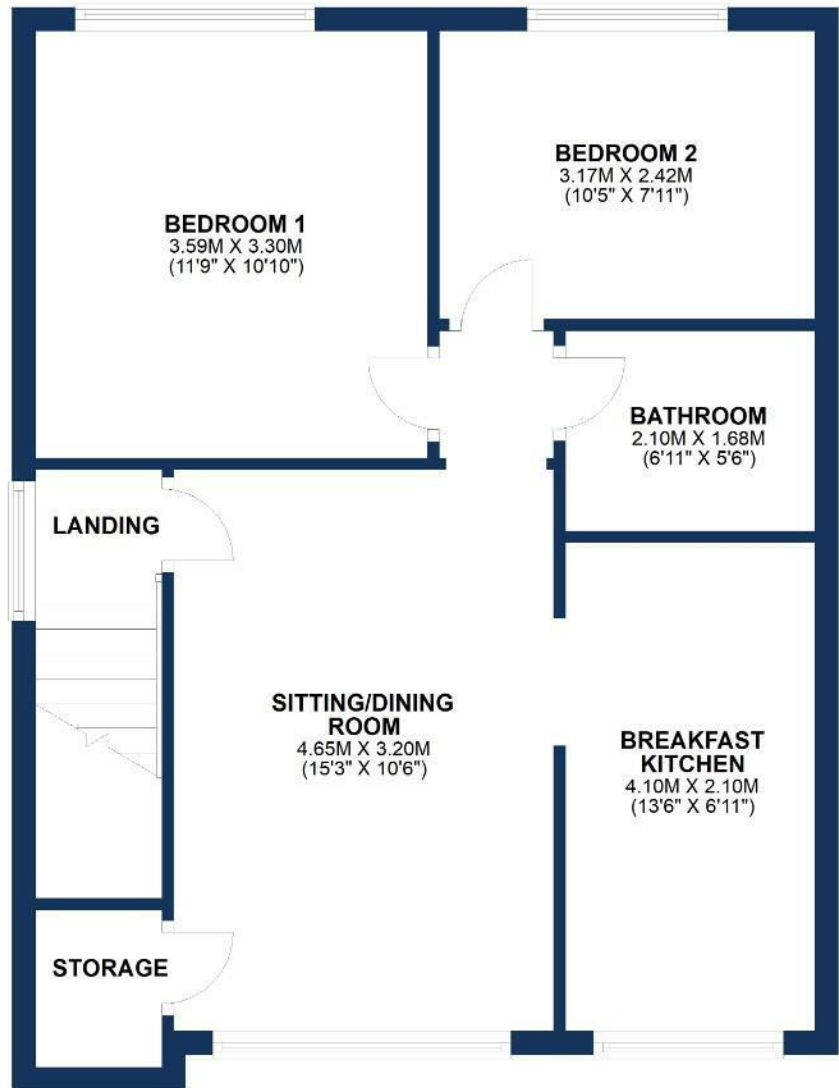 BEDROOM 1
3.59M X 3.30M
(11'9" X 10'10")
BEDROOM 2
3.17M X 2.42M
(10'5" X 7'11")
BATHROOM
2.10M X 1.68M
(6'11" X 5'6")
LANDING
SITTING/DINING
ROOM
4.65M X 3.20M
(15'3" X 10'6")
BREAKFAST
KITCHEN
4.10M X 2.10M
(13'6" X 6'11")
STORAGE